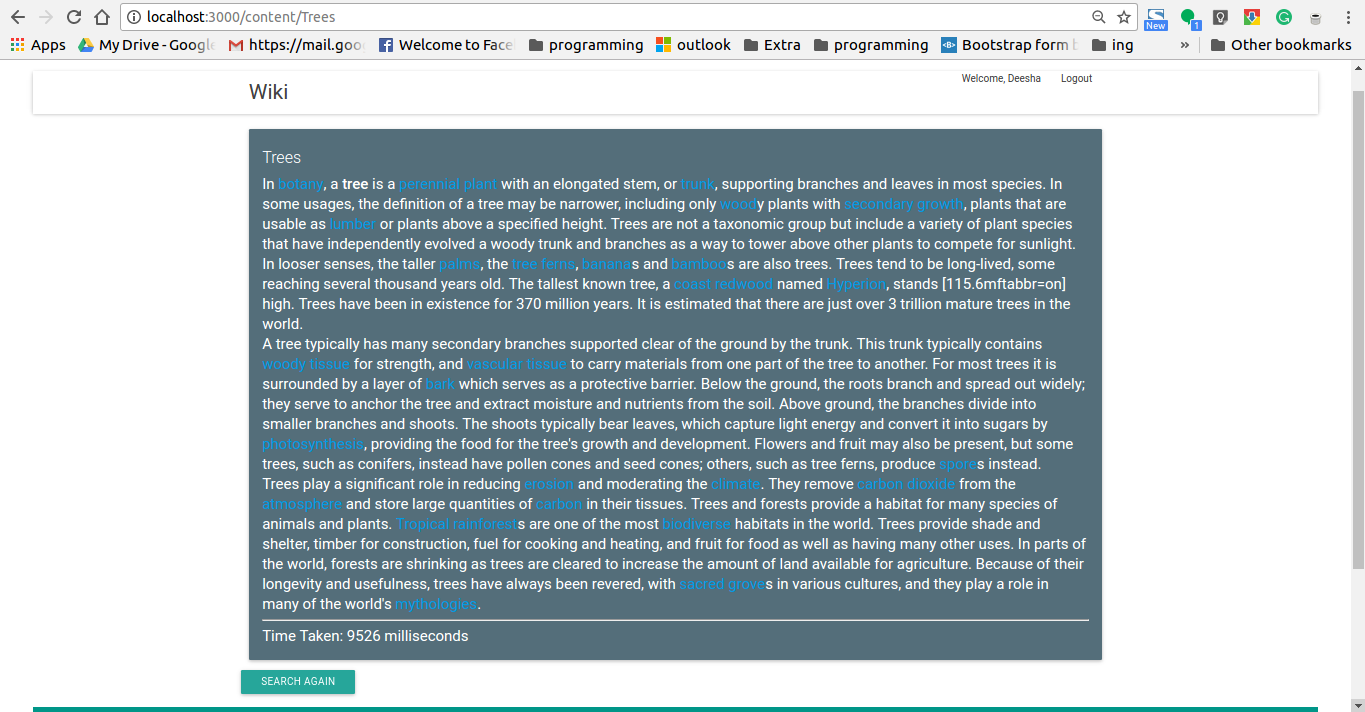 localhost:3000/content/Trees
New
1
Apps My Drive - Googl https://mail.goo Welcome to Face programming outlook Extra programming Bootstrap form b ing » Other bookmarks
Welcome, Deesha Logout
Wiki
Trees
In botany, a tree is a perennial plant with an elongated stem, or trunk, supporting branches and leaves in most species. In
some usages, the definition of a tree may be narrower, including only woody plants with secondary growth, plants that are
usable as lumber or plants above a specified height. Trees are not a taxonomic group but include a variety of plant species
that have independently evolved a woody trunk and branches as a way to tower above other plants to compete for sunlight.
In looser senses, the taller palms, the tree ferns, bananas and bamboos are also trees. Trees tend to be long-lived, some
reaching several thousand years old. The tallest known tree, a coast redwood named Hyperion, stands [115.6mftabbr=on]
high. Trees have been in existence for 370 million years. It is estimated that there are just over 3 trillion mature trees in the
world.
A tree typically has many secondary branches supported clear of the ground by the trunk. This trunk typically contains
woody tissue for strength, and vascular tissue to carry materials from one part of the tree to another. For most trees it is
surrounded by a layer of bark which serves as a protective barrier. Below the ground, the roots branch and spread out widely;
they serve to anchor the tree and extract moisture and nutrients from the soil. Above ground, the branches divide into
smaller branches and shoots. The shoots typically bear leaves, which capture light energy and convert it into sugars by
photosynthesis, providing the food for the tree's growth and development. Flowers and fruit may also be present, but some
trees, such as conifers, instead have pollen cones and seed cones; others, such as tree ferns, produce spores instead.
Trees play a significant role in reducing erosion and moderating the climate. They remove carbon dioxide from the
atmosphere and store large quantities of carbon in their tissues. Trees and forests provide a habitat for many species of
animals and plants. Tropical rainforests are one of the most biodiverse habitats in the world. Trees provide shade and
shelter, timber for construction, fuel for cooking and heating, and fruit for food as well as having many other uses. In parts of
the world, forests are shrinking as trees are cleared to increase the amount of land available for agriculture. Because of their
longevity and usefulness, trees have always been revered, with sacred groves in various cultures, and they play a role in
many of the world's mythologies.
Time Taken: 9526 milliseconds
SEARCH AGAIN